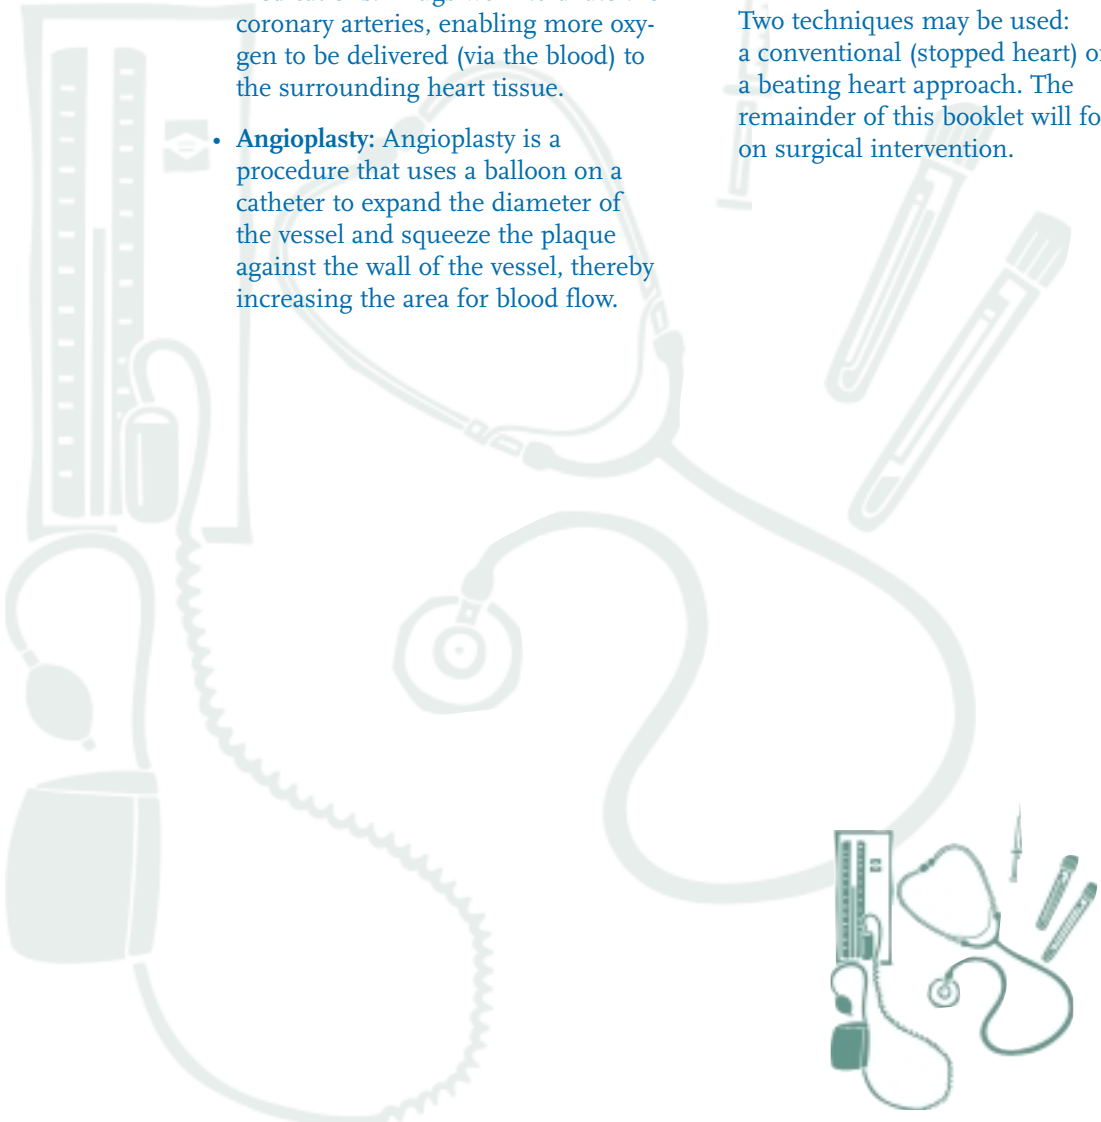 coronary arteries, enabling more oxy-
gen to be delivered (via the blood) to
the surrounding heart tissue.
• Angioplasty: Angioplasty is a
procedure that uses a balloon on a
catheter to expand the diameter of
the vessel and squeeze the plaque
against the wall of the vessel, thereby
increasing the area for blood flow.
Two techniques may be used:
a conventional (stopped heart)
a beating heart approach. The
remainder of this booklet will
on surgical intervention.